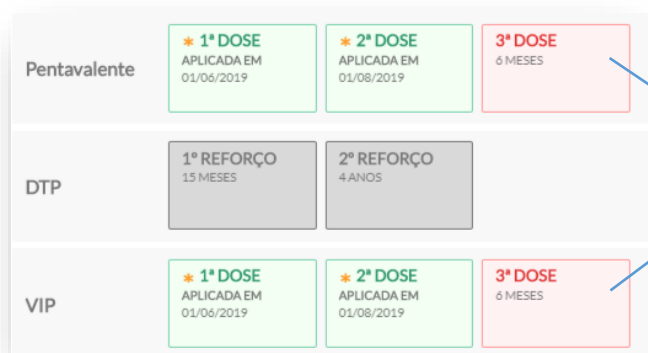 Pentavalente
* 1ª DOSE
APLICADA EM
01/06/2019
* 2ª DOSE
APLICADA EM
01/08/2019
3ª DOSE
6 MESES
DTP
1º REFORÇO
15 MESES
2º REFORÇO
4 ANOS
VIP
* 1ª DOSE
APLICADA EM
01/06/2019
* 2ª DOSE
APLICADA EM
01/08/2019
3ª DOSE
6 MESES